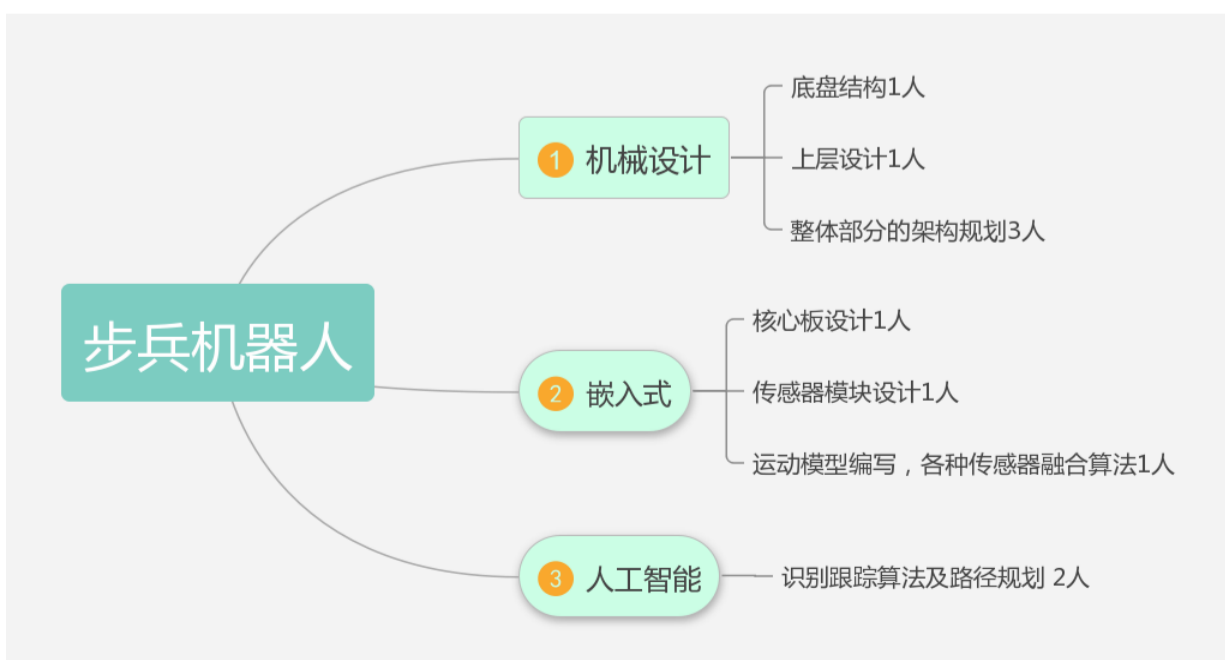 步兵机器人
1 机械设计
底盘结构1人
上层设计1人
整体部分的架构规划3人
2 嵌入式
核心板设计1人
传感器模块设计1人
运动模型编写，各种传感器融合算法1人
3 人工智能
识别跟踪算法及路径规划 2人